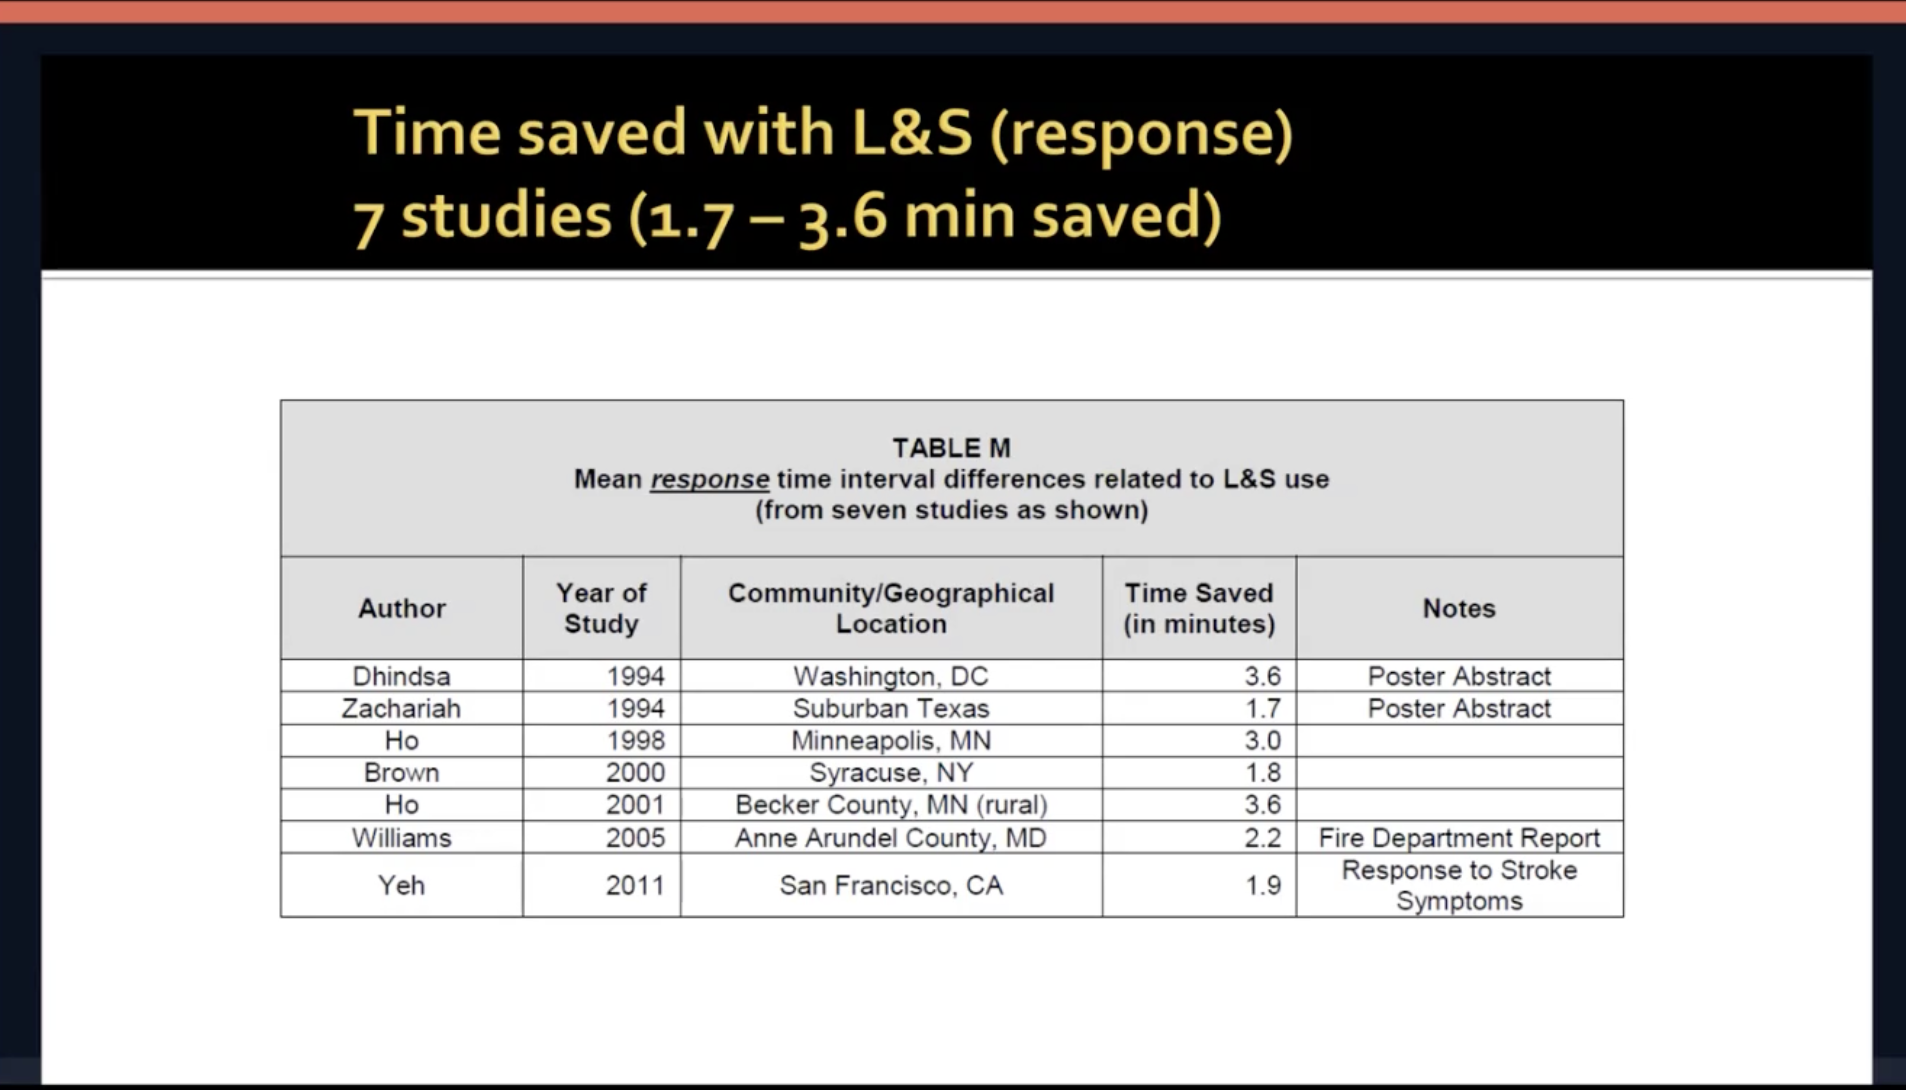 Time saved with L&S (response)
7 studies (1.7 – 3.6 min saved)
TABLE M
Mean response time interval differences related to L&S use
(from seven studies as shown)
Author
Year of
Study
Community/Geographical
Location
Time Saved
(in minutes)
Notes
Dhindsa 1994 Washington, DC 3.6 Poster Abstract
Zachariah 1994 Suburban Texas 1.7 Poster Abstract
Ho 1998 Minneapolis, MN 3.0
Brown 2000 Syracuse, NY 1.8
Ho 2001 Becker County, MN (rural) 3.6
Williams 2005 Anne Arundel County, MD 2.2 Fire Department Report
Yeh 2011 San Francisco, CA 1.9 Response to Stroke
Symptoms